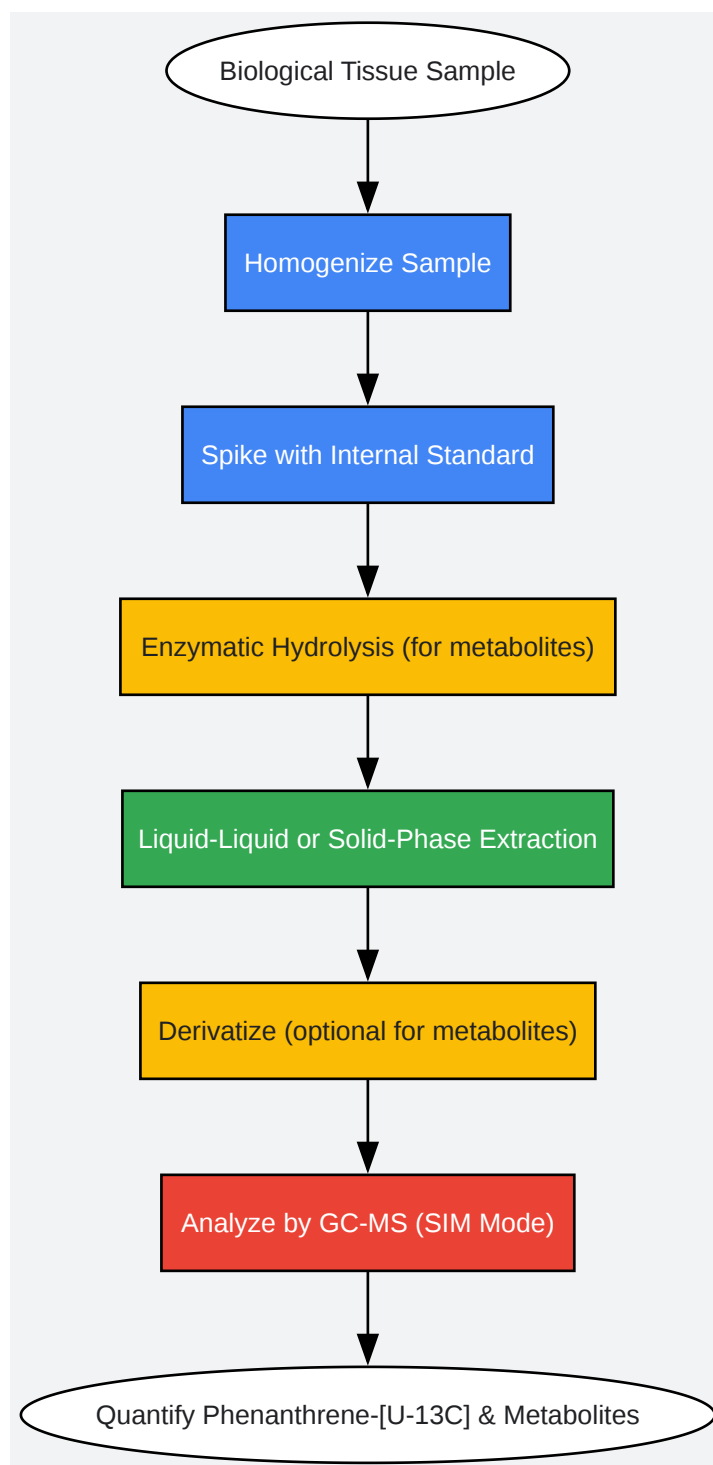 Biological Tissue Sample
Homogenize Sample
Spike with Internal Standard
Enzymatic Hydrolysis (for metabolites)
Liquid-Liquid or Solid-Phase Extraction
Derivatize (optional for metabolites)
Analyze by GC-MS (SIM Mode)
Quantify Phenanthrene-[U-13C] & Metabolites